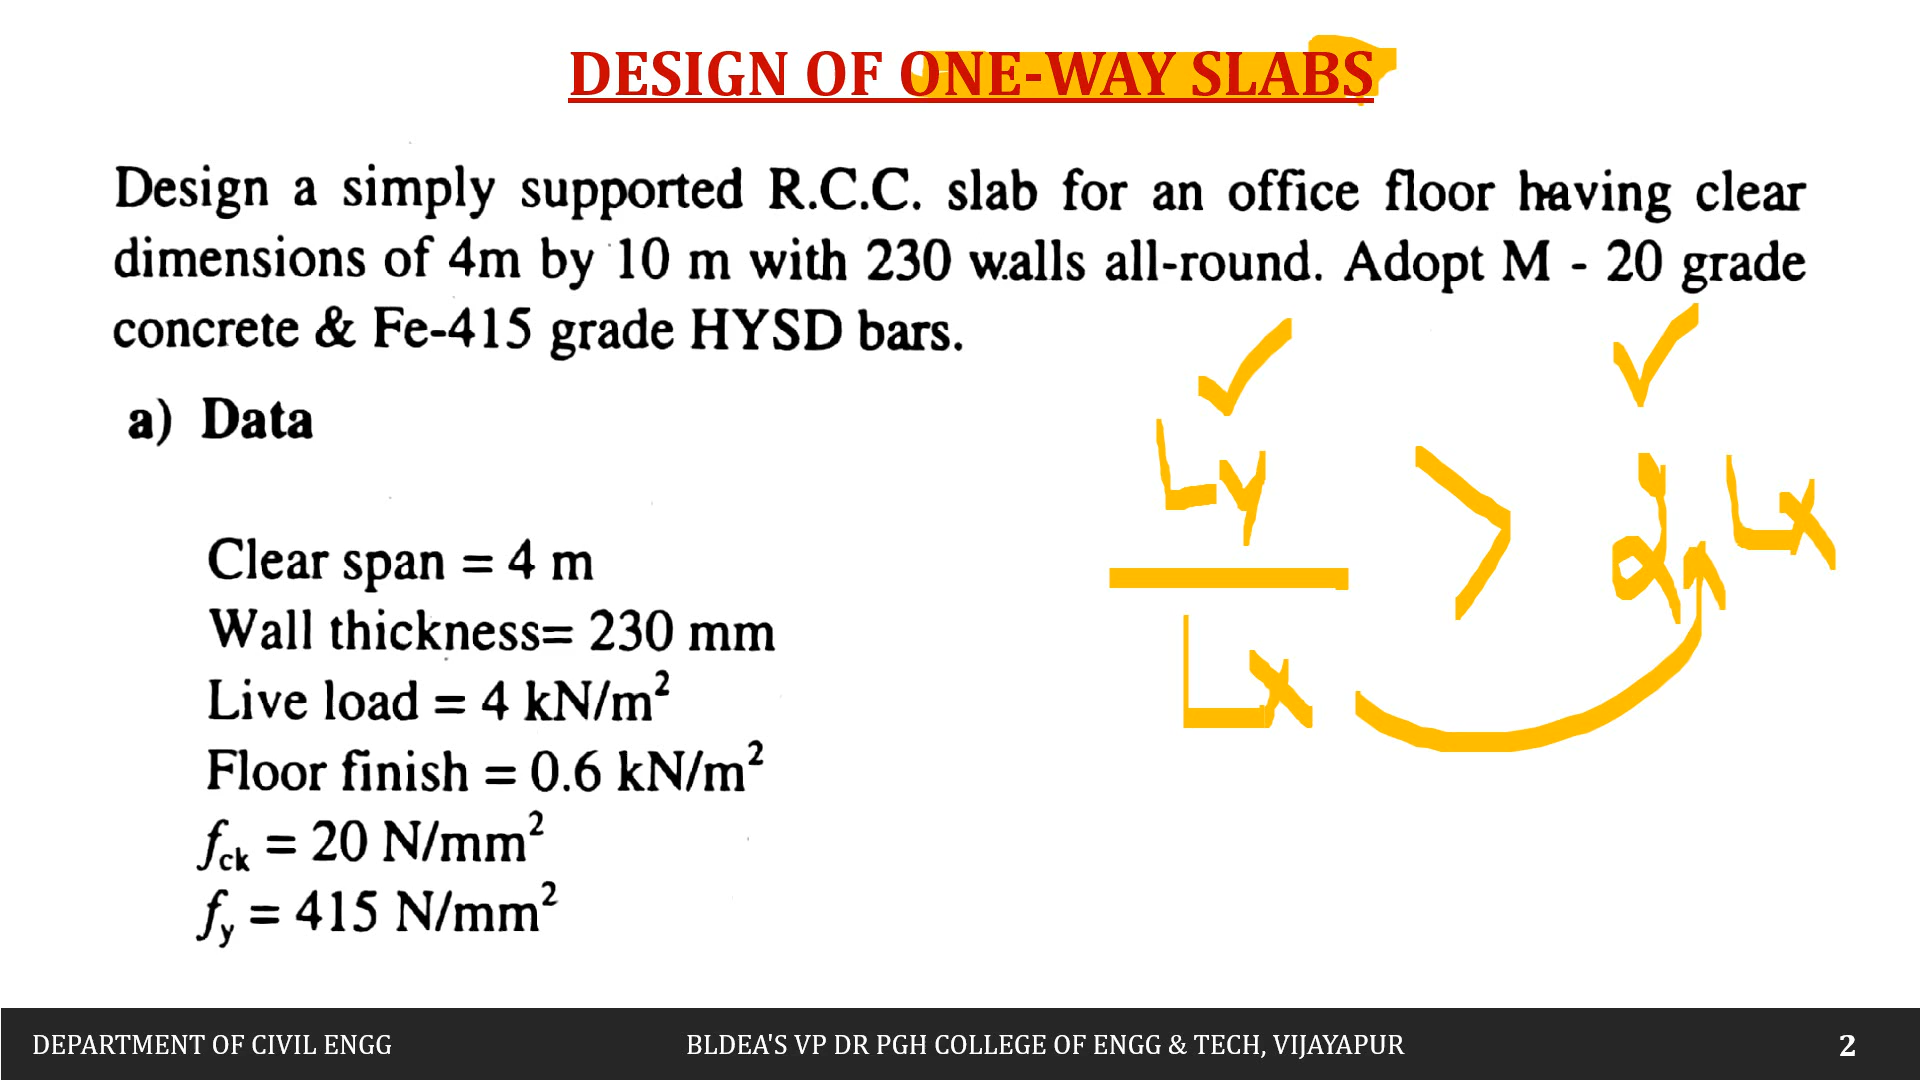 DESIGN OF ONE-WAY SLABS
Design a simply supported R.C.C. slab for an office floor having clear
dimensions of 4m by 10 m with 230 walls all-round. Adopt M - 20 grade
concrete & Fe-415 grade HYSD bars.
a) Data
Ly
Lx
>
2 Lx
Clear span = 4 m
Wall thickness= 230 mm
Live load = 4 kN/m²
Floor finish = 0.6 kN/m²
fck = 20 N/mm²
fy = 415 N/mm²
DEPARTMENT OF CIVIL ENGG
BLDEA'S VP DR PGH COLLEGE OF ENGG & TECH, VIJAYAPUR
2